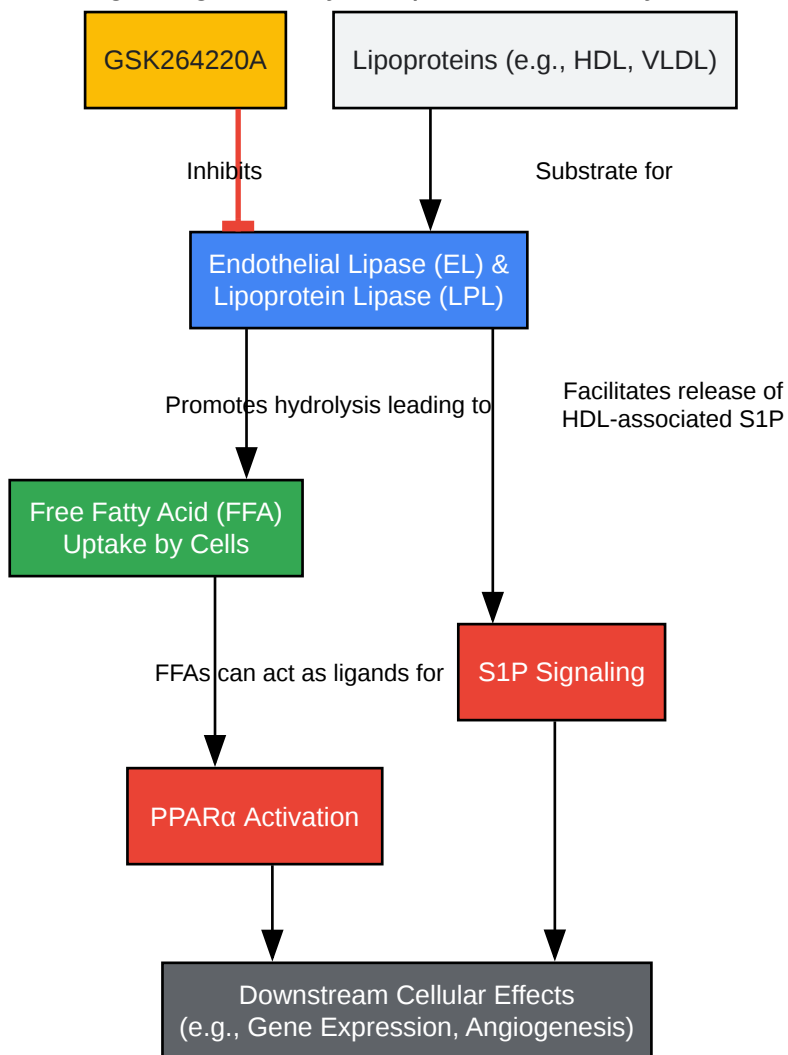 GSK264220A
Lipoproteins (e.g., HDL, VLDL)
Inhibits
Substrate for
Endothelial Lipase (EL) &
Lipoprotein Lipase (LPL)
Promotes hydrolysis leading to
Facilitates release of
HDL-associated S1P
Free Fatty Acid (FFA)
Uptake by Cells
FFAs can act as ligands for
S1P Signaling
PPARα Activation
Downstream Cellular Effects
(e.g., Gene Expression, Angiogenesis)